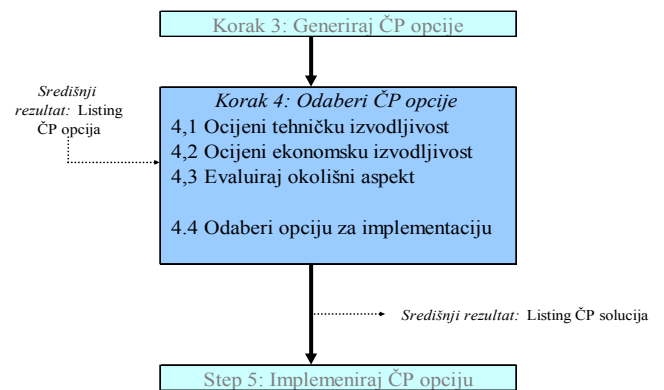 Korak 3: Generiraj ČP opcije
Središnji
rezultat: Listing
ČP opcija
Korak 4: Odaberi ČP opcije
4,1 Ocijeni tehničku izvodljivost
4,2 Ocijeni ekonomsku izvodljivost
4,3 Evaluiraj okolišni aspekt
4.4 Odaberi opciju za implementaciju
Središnji rezultat: Listing ČP solucija
Step 5: Implemeniraj ČP opciju